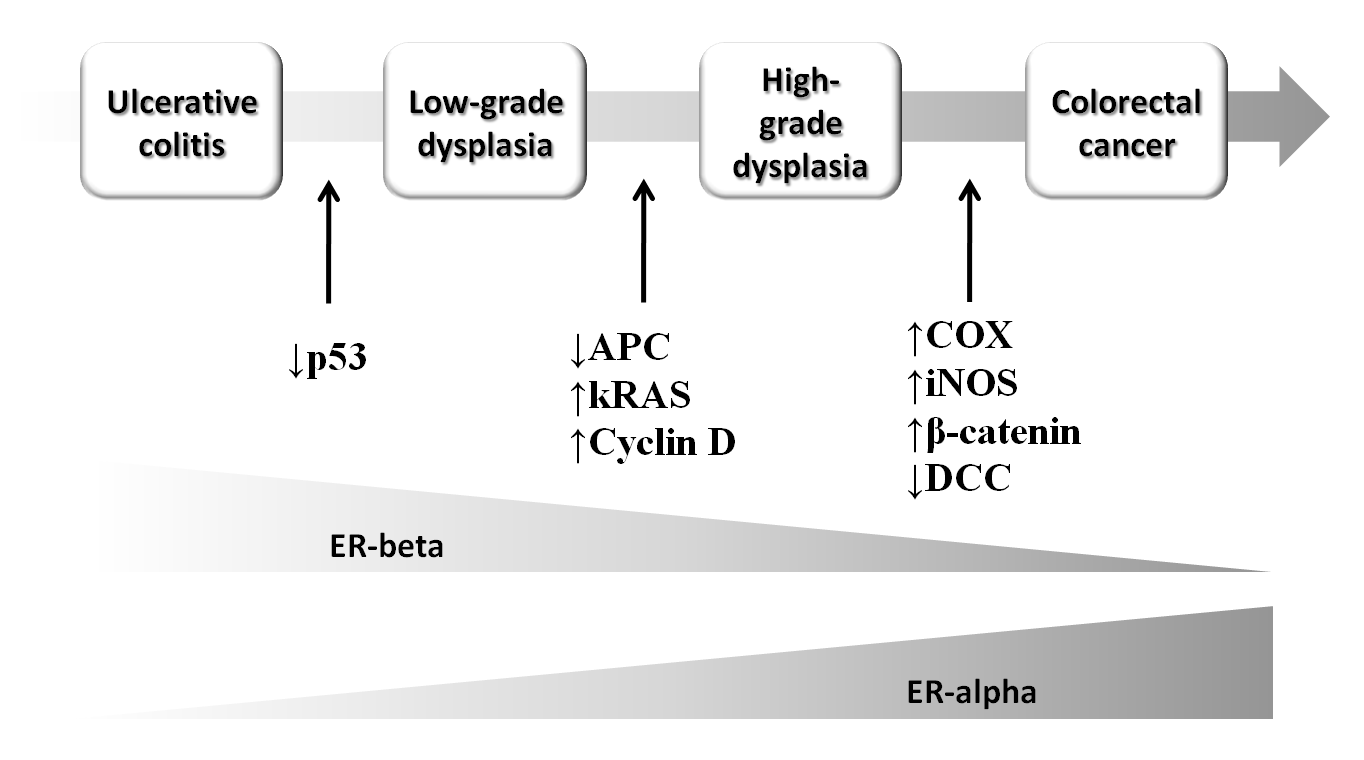 Ulcerative
colitis
Low-grade
dysplasia
High-
grade
dysplasia
Colorectal
cancer
↓p53
↓APC
↑kRAS
↑Cyclin D
↑COX
↑iNOS
↑β-catenin
↓DCC
ER-beta
ER-alpha